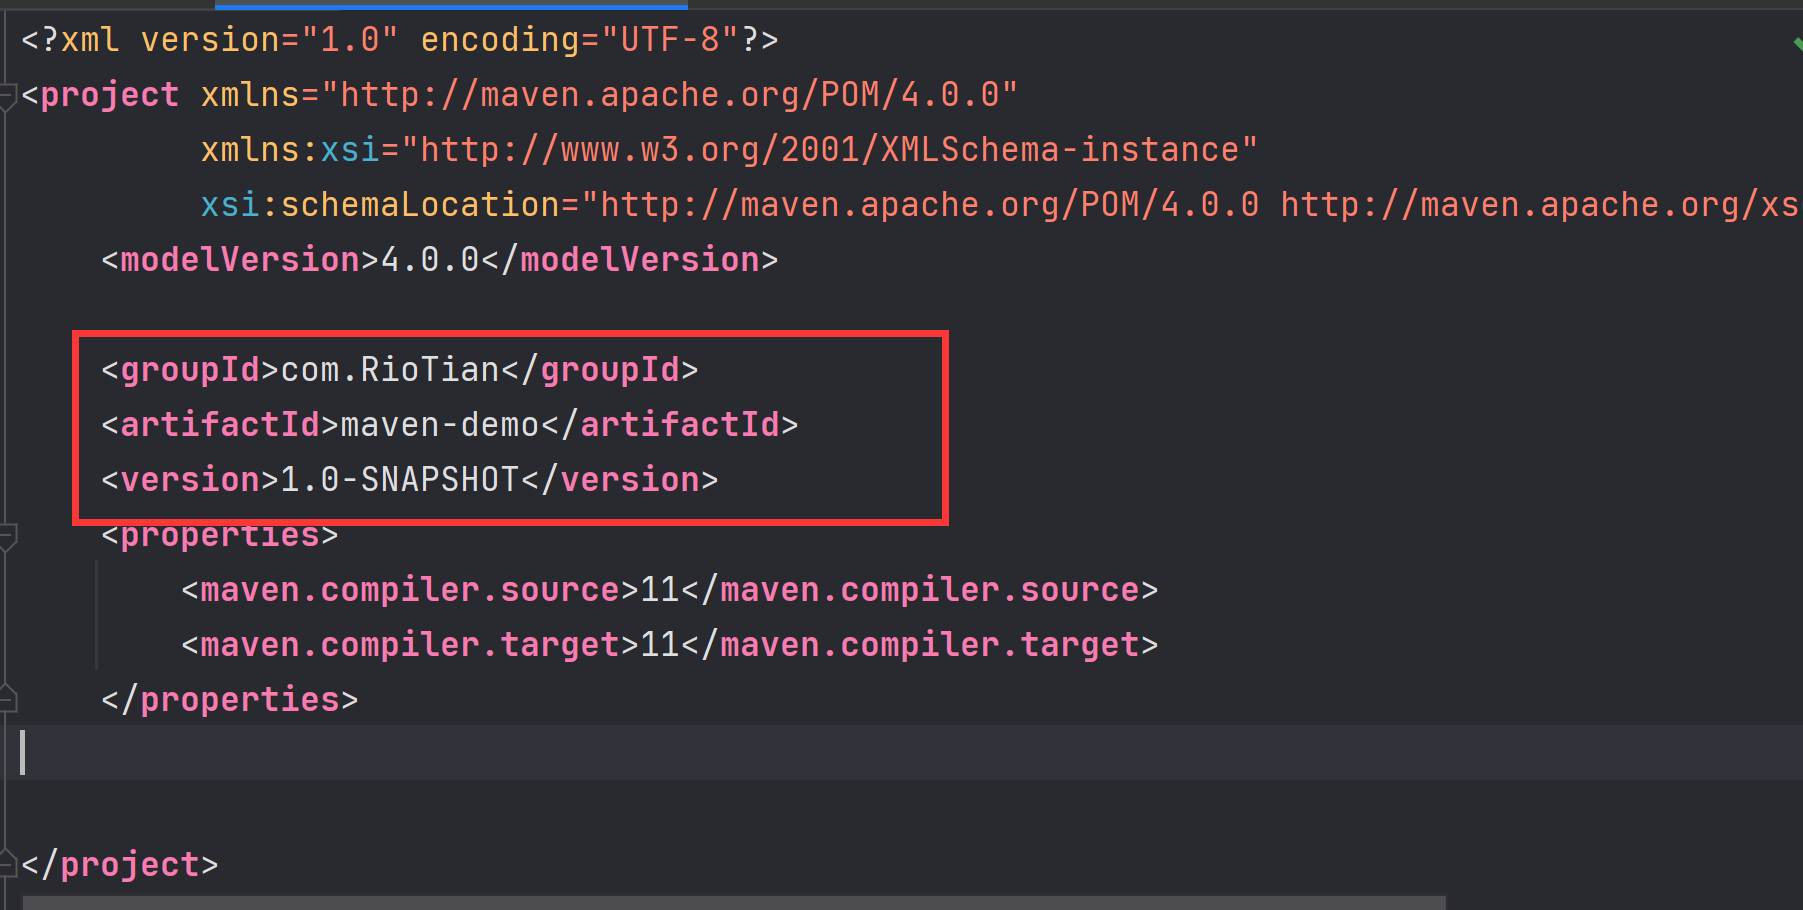 <?xml version="1.0" encoding="UTF-8"?>
<project xmlns="http://maven.apache.org/POM/4.0.0"
xmlns:xsi="http://www.w3.org/2001/XMLSchema-instance"
xsi:schemaLocation="http://maven.apache.org/POM/4.0.0 http://maven.apache.org/xs
<modelVersion>4.0.0</modelVersion>
<groupId>com.RioTian</groupId>
<artifactId>maven-demo</artifactId>
<version>1.0-SNAPSHOT</version>
<properties>
<maven.compiler.source>11</maven.compiler.source>
<maven.compiler.target>11</maven.compiler.target>
</properties>
</project>